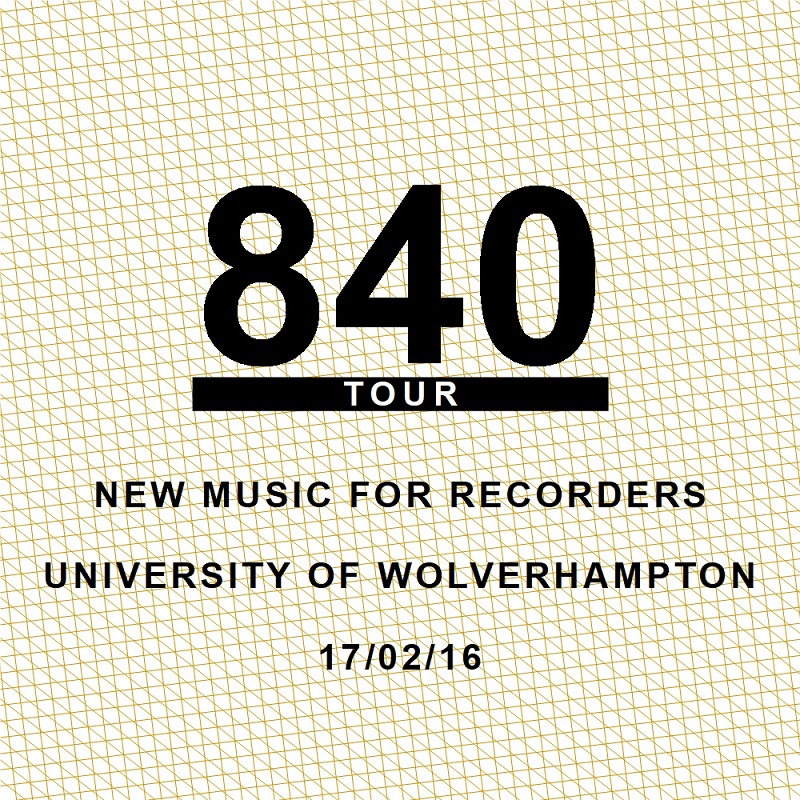 840
TOUR
NEW MUSIC FOR RECORDERS
UNIVERSITY OF WOLVERHAMPTON
17/02/16